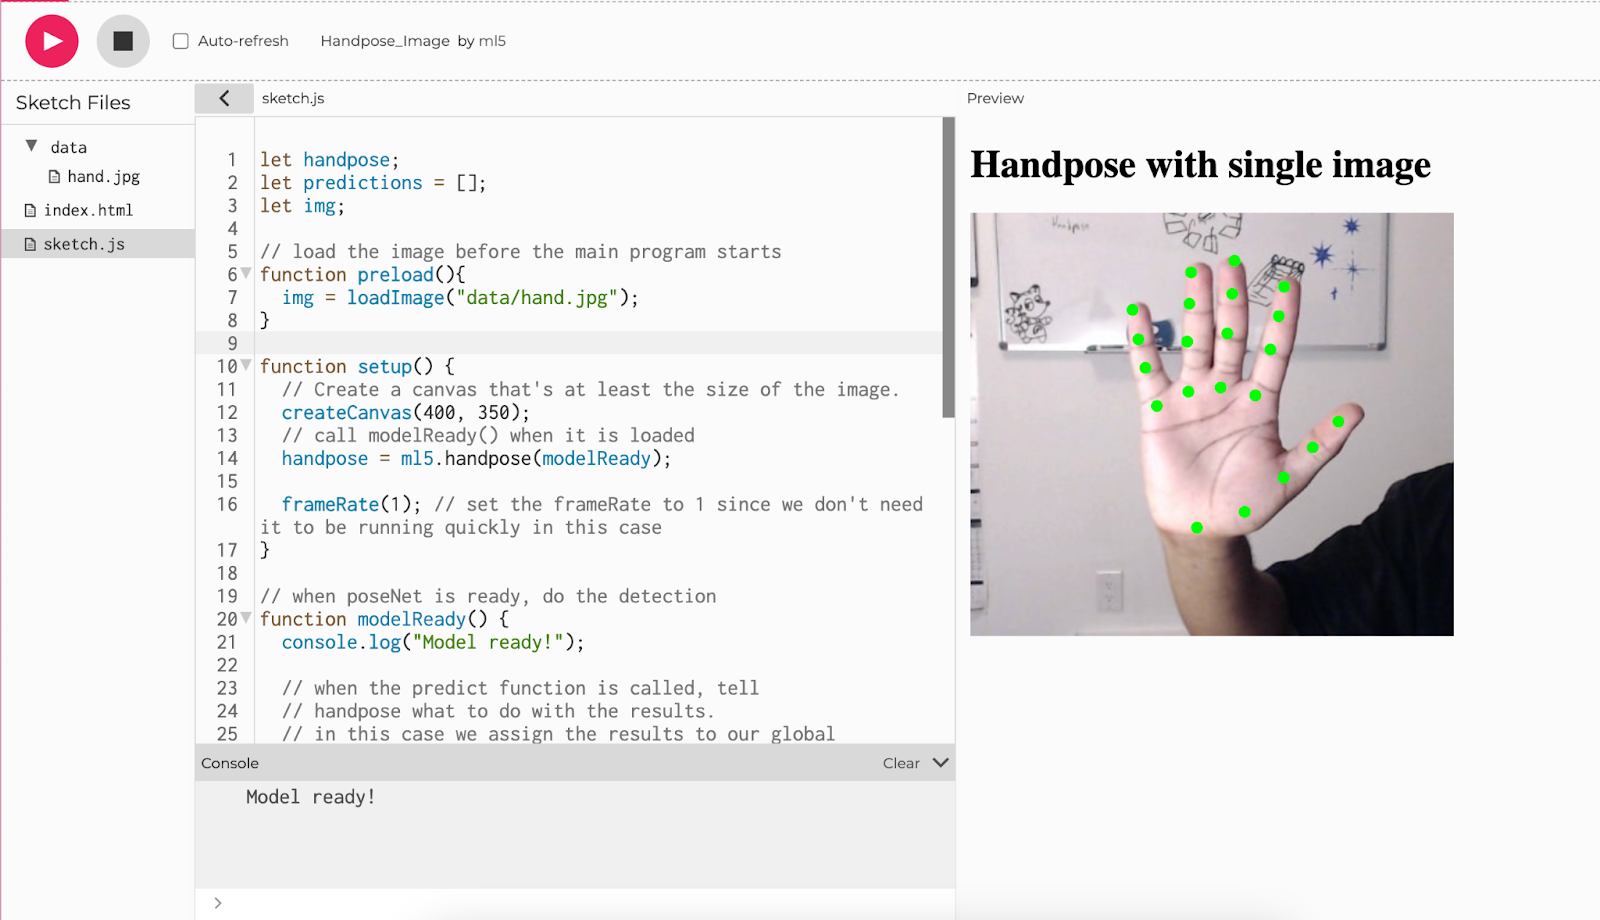 Auto-refresh
Handpose_Image by ml5
Sketch Files
data
hand.jpg
index.html
sketch.js
sketch.js
1 let handpose;
2 let predictions = [];
3 let img;
4
5 // load the image before the main program starts
6 function preload(){
7 img = loadImage("data/hand.jpg");
8 }
9
10 function setup() {
11 // Create a canvas that's at least the size of the image.
12 createCanvas(400, 350);
13 // call modelReady() when it is loaded
14 handpose = ml5.handpose(modelReady);
15
16 frameRate(1); // set the frameRate to 1 since we don't need
it to be running quickly in this case
17 }
18
19 // when poseNet is ready, do the detection
20 function modelReady() {
21 console.log("Model ready!");
22
23 // when the predict function is called, tell
24 // handpose what to do with the results.
25 // in this case we assign the results to our global
Console
Clear
Model ready!
>
Preview
Handpose with single image
Handpose